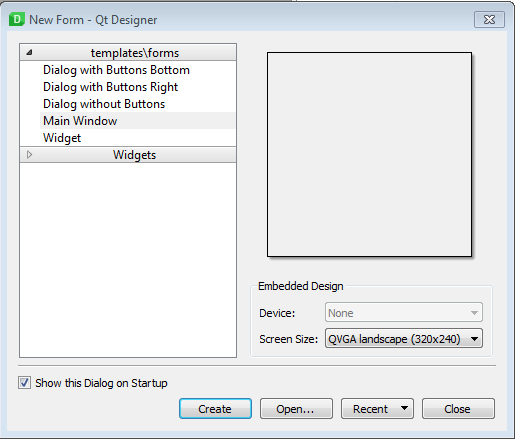 New Form - Qt Designer
templates\forms
Dialog with Buttons Bottom
Dialog with Buttons Right
Dialog without Buttons
Main Window
Widget
Widgets
Embedded Design
Device: None
Screen Size: QVGA landscape (320x240)
Show this Dialog on Startup
Create Open... Recent Close